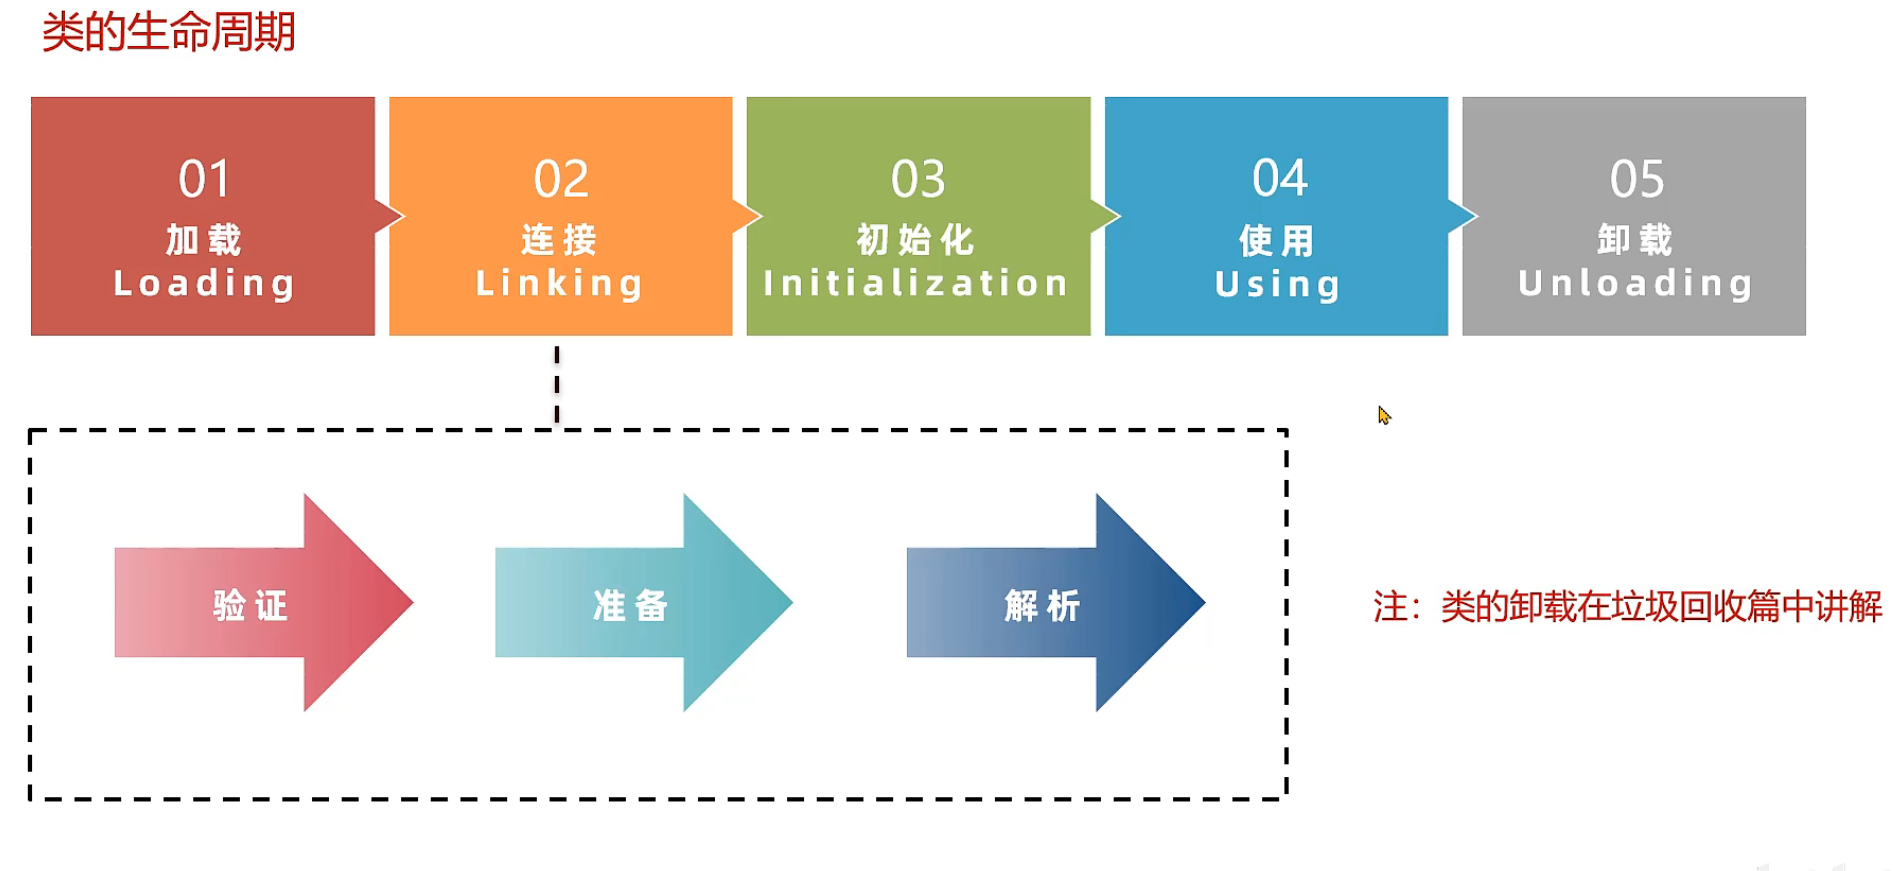 类的生命周期
01
加载
Loading
02
连接
Linking
03
初始化
Initialization
04
使用
Using
05
卸载
Unloading
验证
准备
解析
注：类的卸载在垃圾回收篇中讲解